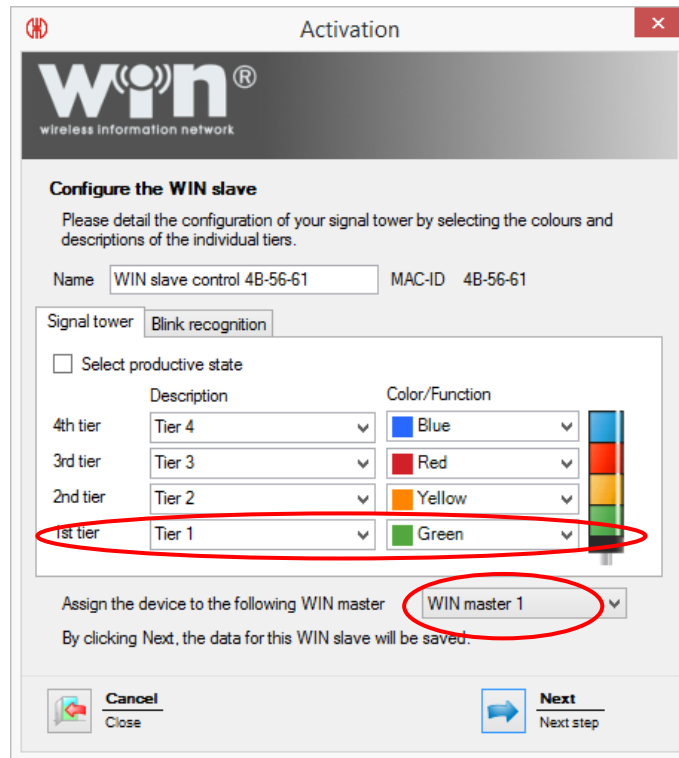 Activation
WIN®
wireless information network
Configure the WIN slave
Please detail the configuration of your signal tower by selecting the colours and
descriptions of the individual tiers.
Name WIN slave control 4B-56-61 MAC-ID 4B-56-61
Signal tower Blink recognition
Select productive state
Description Color/Function
4th tier Tier 4 Blue
3rd tier Tier 3 Red
2nd tier Tier 2 Yellow
1st tier Tier 1 Green
Assign the device to the following WIN master WIN master 1
By clicking Next, the data for this WIN slave will be saved.
Cancel Next
Close Next step